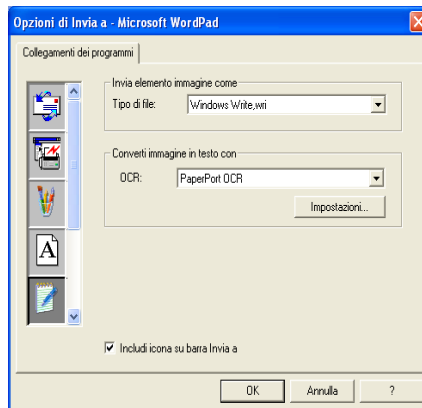 Opzioni di Invia a - Microsoft WordPad
Collegamenti dei programmi
Invia elemento immagine come
Tipo di file: Windows Write,wri
Converti immagine in testo con
OCR: PaperPort OCR
Impostazioni...
A
Includi icona su barra Invia a
OK Annulla ?